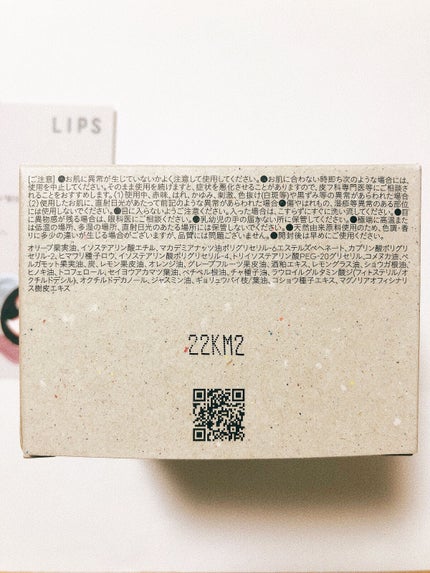 LIPS
[ご注意]●お肌に異常が生じていないかよく注意して使用してください。●お肌に合わない時即ち次のような場合には、
使用を中止してください。そのまま使用を続けますと、症状を悪化させることがありますので、皮フ科専門医等にご相談さ
れることをおすすめします。(1)使用中、赤味、はれ、かゆみ、刺激、色抜け(白斑等)や黒ずみ等の異常があらわれた場合
(2)使用したお肌に、直射日光があたって前記のような異常があらわれた場合●傷やはれもの、湿疹等異常のある部位
には使用しないでください。●目に入らないようご注意ください。入った場合は、こすらずにすぐに洗い流してください。●目
に異物感が残る場合は、眼科医にご相談ください。●乳幼児の手の届かない所に保管してください。●極端に高温また
は低温の場所、多湿の場所、直射日光のあたる場所には保管しないでください。●天然由来原料使用のため、色調・香
りに多少の違いが生じる場合がございますが、品質には問題ございません。●開封後は早めにご使用ください。
オリーブ果実油、イソステアリン酸エチル、マカデミアナッツ油ポリグリセリル-6エステルズベヘネート、カプリン酸ポリグリ
セリル-2、ヒマワリ種子ロウ、イソステアリン酸ポリグリセリル-4、トリイソステアリン酸PEG-20グリセリル、コメヌカ油、ベ
ルガモット果実油、炭、レモン果皮油、オレンジ油、グレープフルーツ果皮油、酒粕エキス、レモングラス油、ショウガ根油、
ヒノキ油、トコフェロール、セイヨウアカマツ葉油、ベチベル根油、チャ種子油、ラウロイルグルタミン酸ジ(フィトステリル/オ
クチルドデシル)、オクチルドデカノール、ジャスミン油、ギョリュウバイ枝/葉油、コショウ種子エキス、マグノリアオフィシナリ
ス樹皮エキス
22KM2